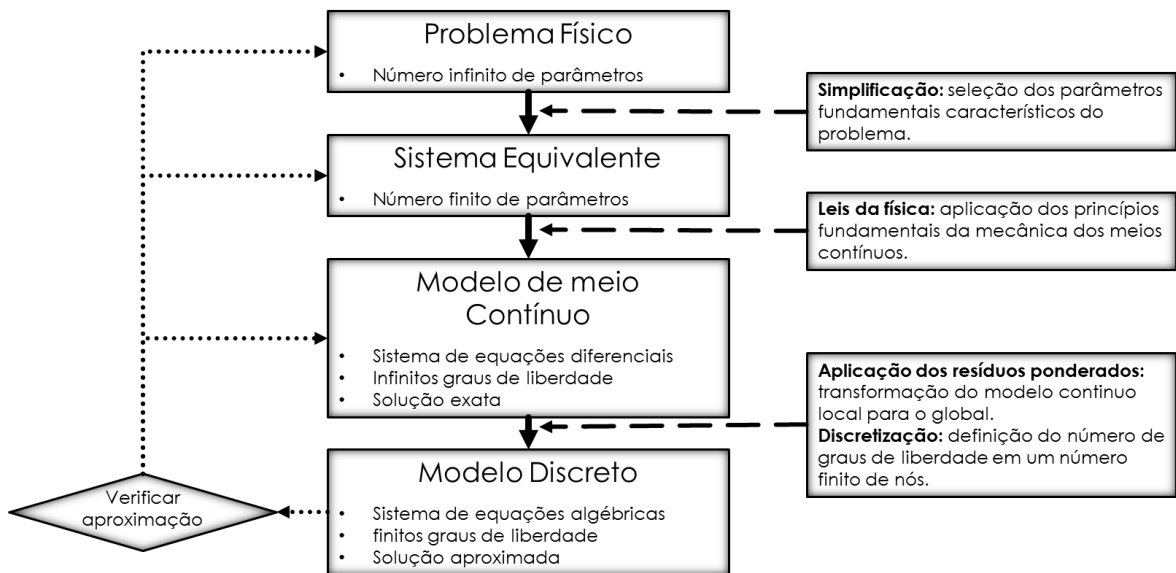 Problema Físico
• Número infinito de parâmetros
Simplificação: seleção dos parâmetros
fundamentais característicos do
problema.
Sistema Equivalente
• Número finito de parâmetros
Leis da física: aplicação dos princípios
fundamentais da mecânica dos meios
contínuos.
Modelo de meio
Contínuo
• Sistema de equações diferenciais
• Infinitos graus de liberdade
• Solução exata
Aplicação dos resíduos ponderados:
transformação do modelo continuo
local para o global.
Discretização: definição do número de
graus de liberdade em um número
finito de nós.
Modelo Discreto
• Sistema de equações algébricas
• finitos graus de liberdade
• Solução aproximada
Verificar
aproximação